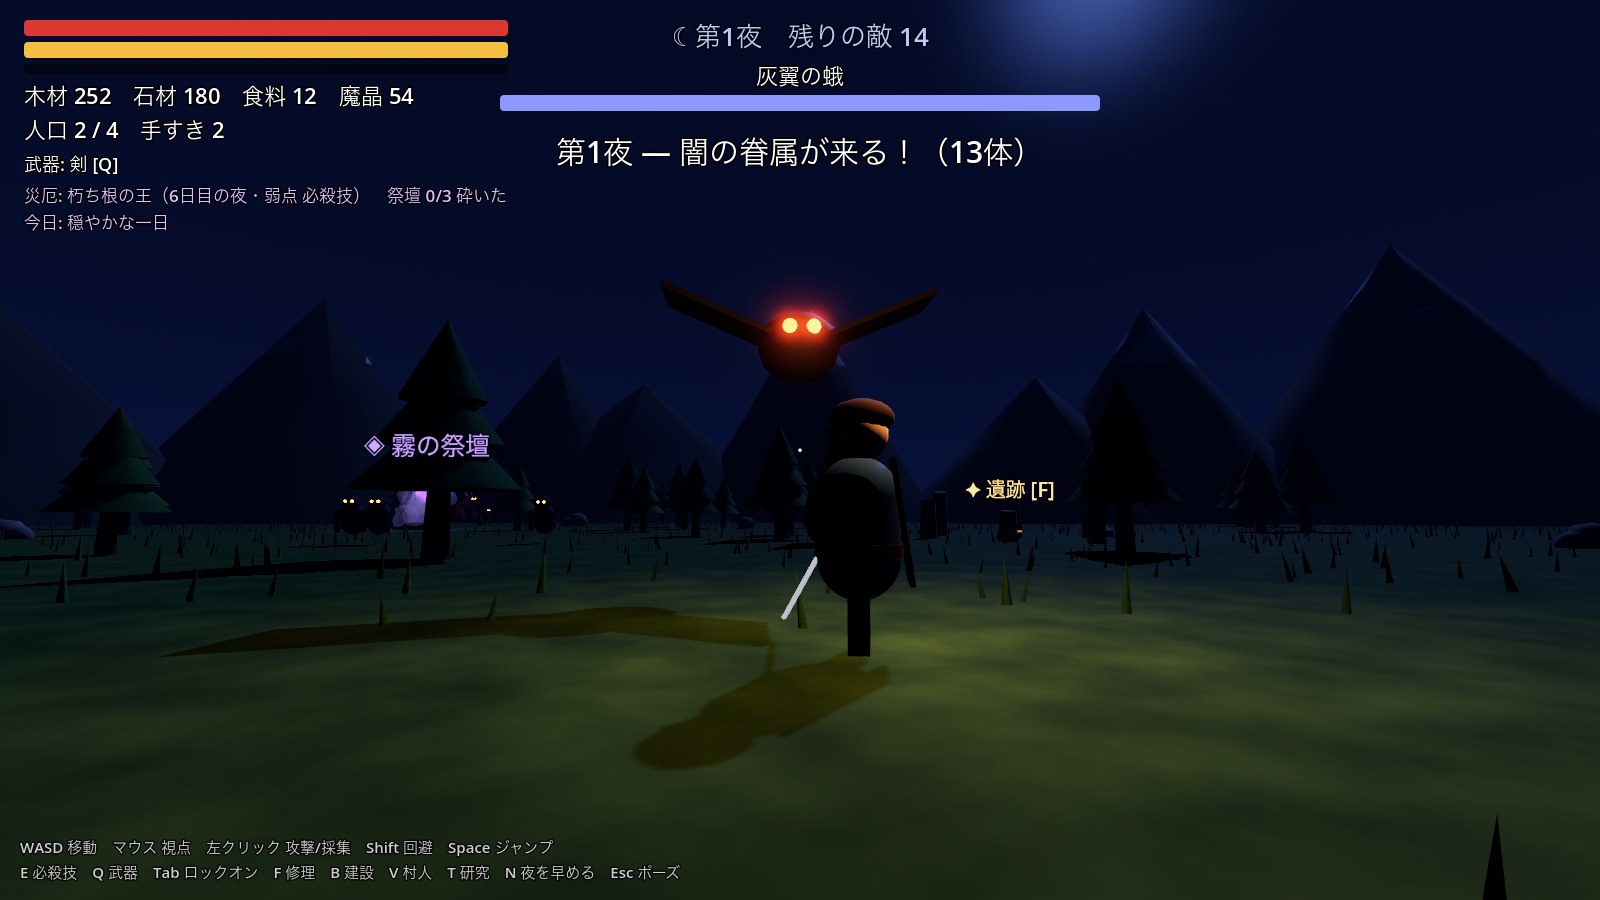 木材 252　石材 180　食料 12　魔晶 54
人口 2 / 4　手すき 2
武器: 剣 [Q]
災厄: 朽ち根の王（6日目の夜・弱点 必殺技）　祭壇 0/3 砕いた
今日: 穏やかな一日
☾ 第1夜　残りの敵 14
灰翼の蛾
第1夜 — 闇の眷属が来る！（13体）
◈ 霧の祭壇
✦ 遺跡 [F]
WASD 移動　マウス 視点　左クリック 攻撃/採集　Shift 回避　Space ジャンプ
E 必殺技　Q 武器　Tab ロックオン　F 修理　B 建設　V 村人　T 研究　N 夜を早める　Esc ポーズ